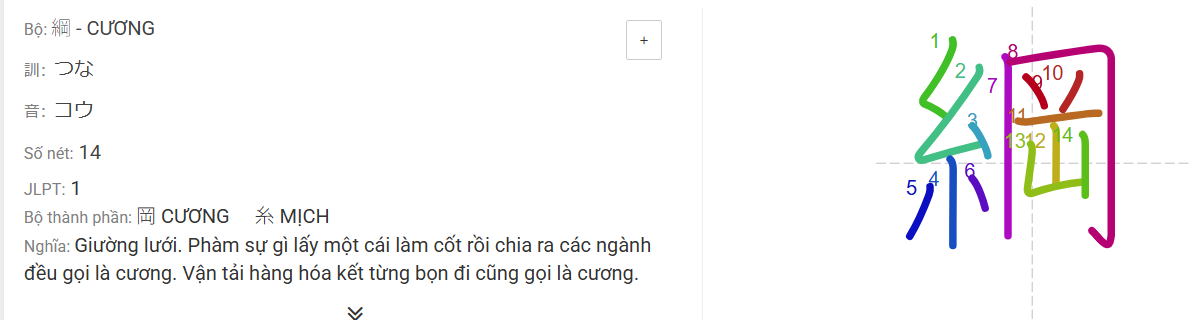 Bộ: 綱 - CƯƠNG
+
訓: つな
音: コウ
Số nét: 14
JLPT: 1
Bộ thành phần: 岡 CƯƠNG 糸 MỊCH
Nghĩa: Giường lưới. Phàm sự gì lấy một cái làm cốt rồi chia ra các ngành
đều gọi là cương. Vận tải hàng hóa kết từng bọn đi cũng gọi là cương.
綱
1
2
3
4
5
6
7
8
9
10
11
12
13
14